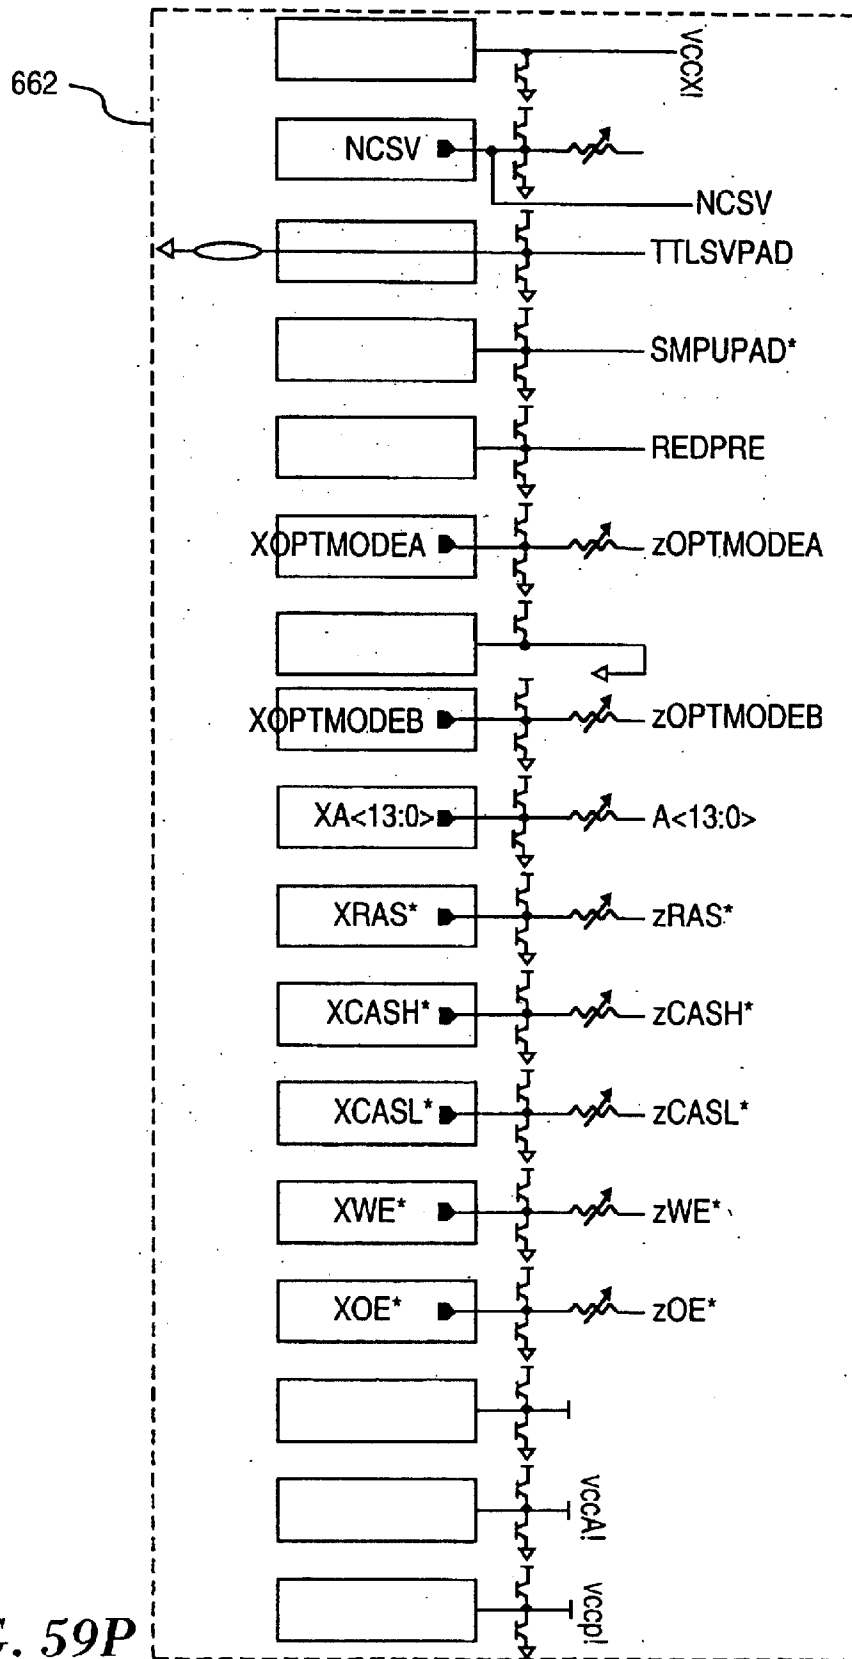 VCCX!
662
NCSV
NCSV
TTLSVPAD
SMPUPAD*
REDPRE
XOPTMODEA zOPTMODEA
XOPTMODEB zOPTMODEB
XA<13:0> A<13:0>
XRAS* zRAS*
XCASH* zCASH*
XCASL* zCASL*
XWE* zWE*
XOE* zOE*
vccA!
vccp!
G. 59P